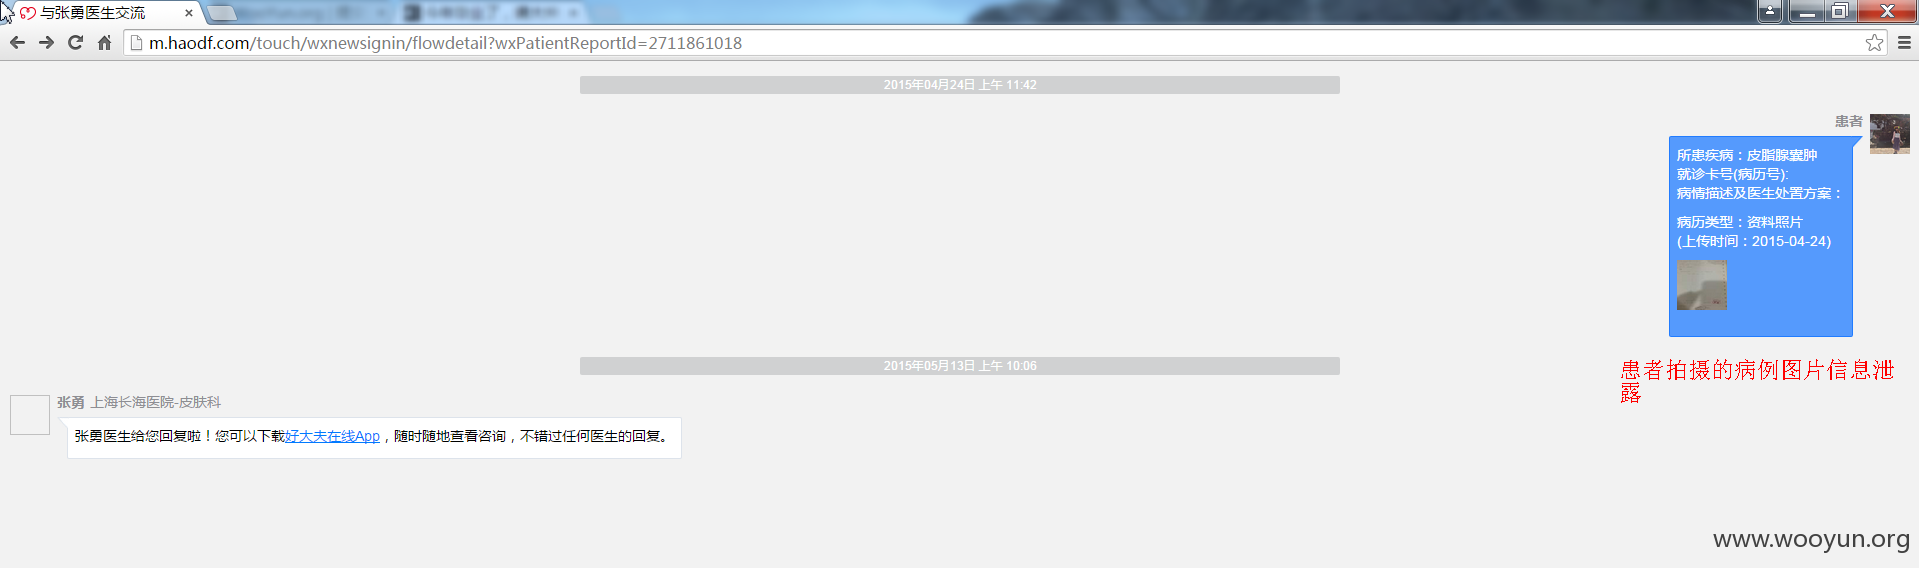 与张勇医生交流
m.haodf.com/touch/wxnewsignin/flowdetail?wxPatientReportId=2711861018
2015年04月24日 上午 11:42
患者
所患疾病：皮脂腺囊肿
就诊卡号(病历号):
病情描述及医生处置方案：
病历类型：资料照片
(上传时间：2015-04-24)
2015年05月13日 上午 10:06
患者拍摄的病例图片信息泄
露
张勇 上海长海医院-皮肤科
张勇医生给您回复啦！您可以下载好大夫在线App，随时随地查看咨询，不错过任何医生的回复。
www.wooyun.org